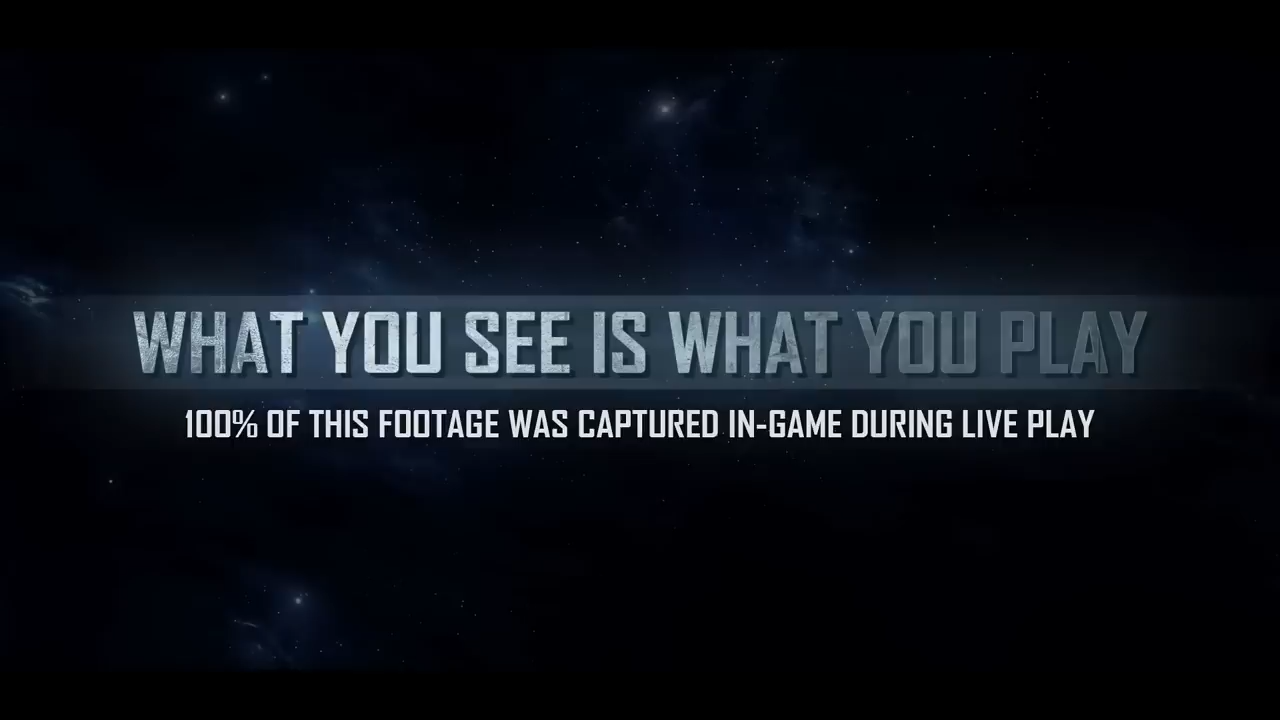 WHAT YOU SEE IS WHAT YOU PLAY
100% OF THIS FOOTAGE WAS CAPTURED IN-GAME DURING LIVE PLAY